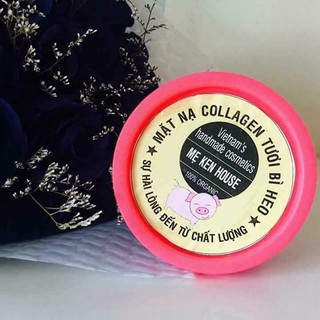 ★ MẶT NẠ COLLAGEN TƯƠI BÌ HEO ★
Vietnam's
handmade cosmetics
MẸ KEN HOUSE
100% ORGANIC
SỰ HÀI LÒNG ĐẾN TỪ CHẤT LƯỢNG